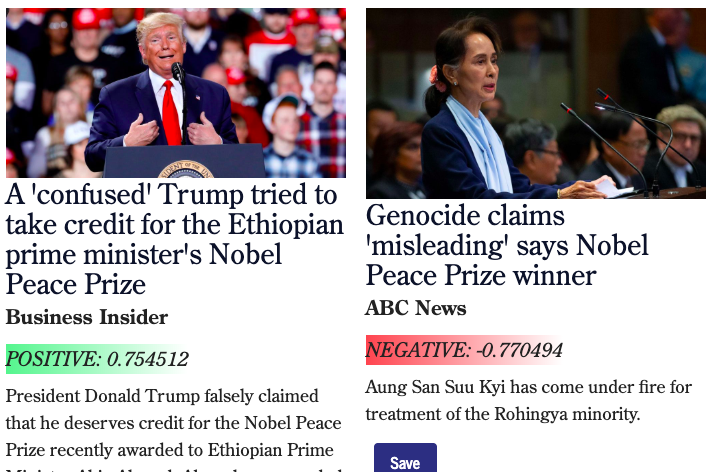 A 'confused' Trump tried to
take credit for the Ethiopian
prime minister's Nobel
Peace Prize
Business Insider
POSITIVE: 0.754512
President Donald Trump falsely claimed
that he deserves credit for the Nobel Peace
Prize recently awarded to Ethiopian Prime
Genocide claims
'misleading' says Nobel
Peace Prize winner
ABC News
NEGATIVE: -0.770494
Aung San Suu Kyi has come under fire for
treatment of the Rohingya minority.
Save